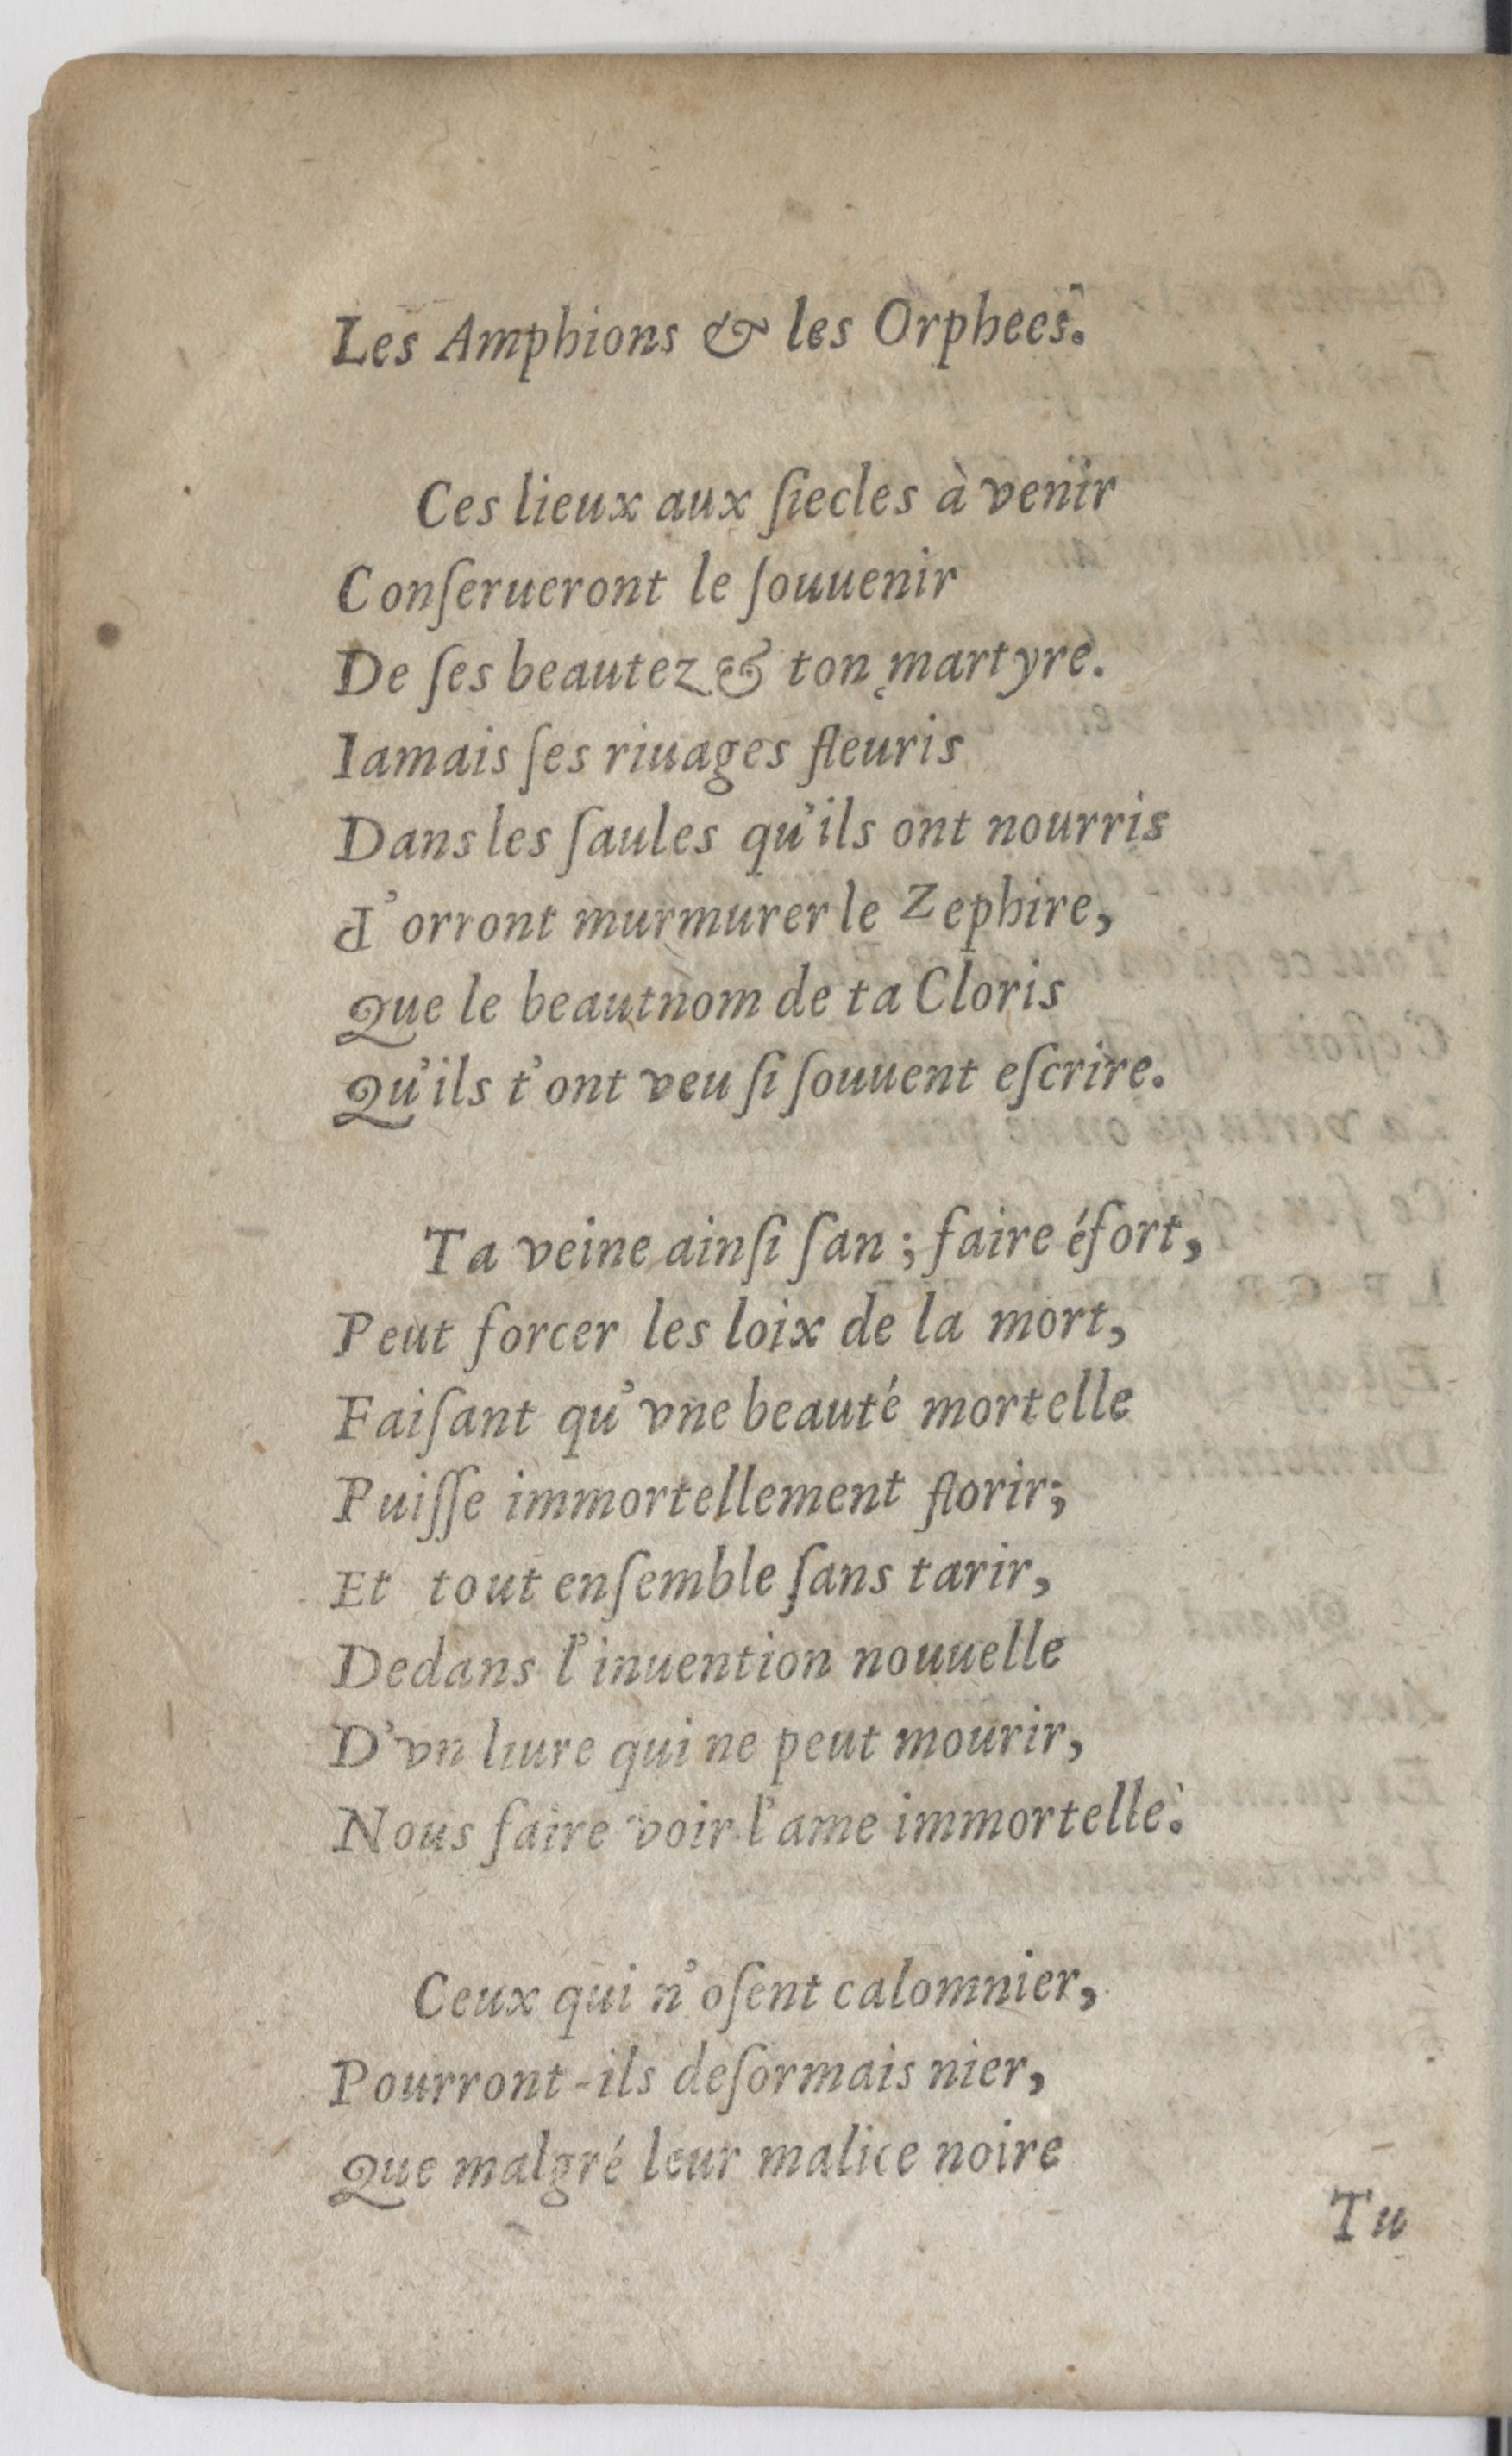 Les Amphions & les Orphees.
Ces lieux aux ſiecles à venir
Conſerueront le ſouuenir
De ſes beautez & ton martyre.
Iamais ſes riuages fleuris
Dans les ſaules qu'ils ont nourris
d'orront murmurer le Zephire,
Que le beautnom de ta Cloris
Qu'ils t'ont veu ſi ſouuent eſcrire.
Ta veine ainſi ſan ; faire éfort,
Peut forcer les loix de la mort,
Faiſant qu'vne beauté mortelle
Puiſſe immortellement florir;
Et tout enſemble ſans tarir,
Dedans l'inuention nouuelle
D'vn liure qui ne peut mourir,
Nous faire voir l'ame immortelle.
Ceux qui n'oſent calomnier,
Pourront-ils deſormais nier,
Que malgré leur malice noire
Tu